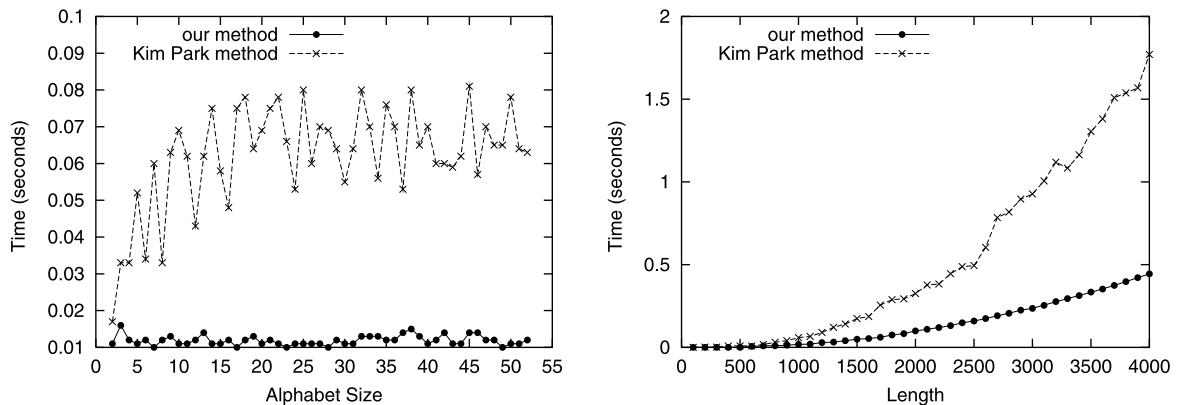 our method
Kim Park method
0.1
0.09
0.08
0.07
0.06
0.05
0.04
0.03
0.02
0.01
0 5 10 15 20 25 30 35 40 45 50 55
Time (seconds)
Alphabet Size
our method
Kim Park method
2
1.5
1
0.5
0
0 500 1000 1500 2000 2500 3000 3500 4000
Time (seconds)
Length